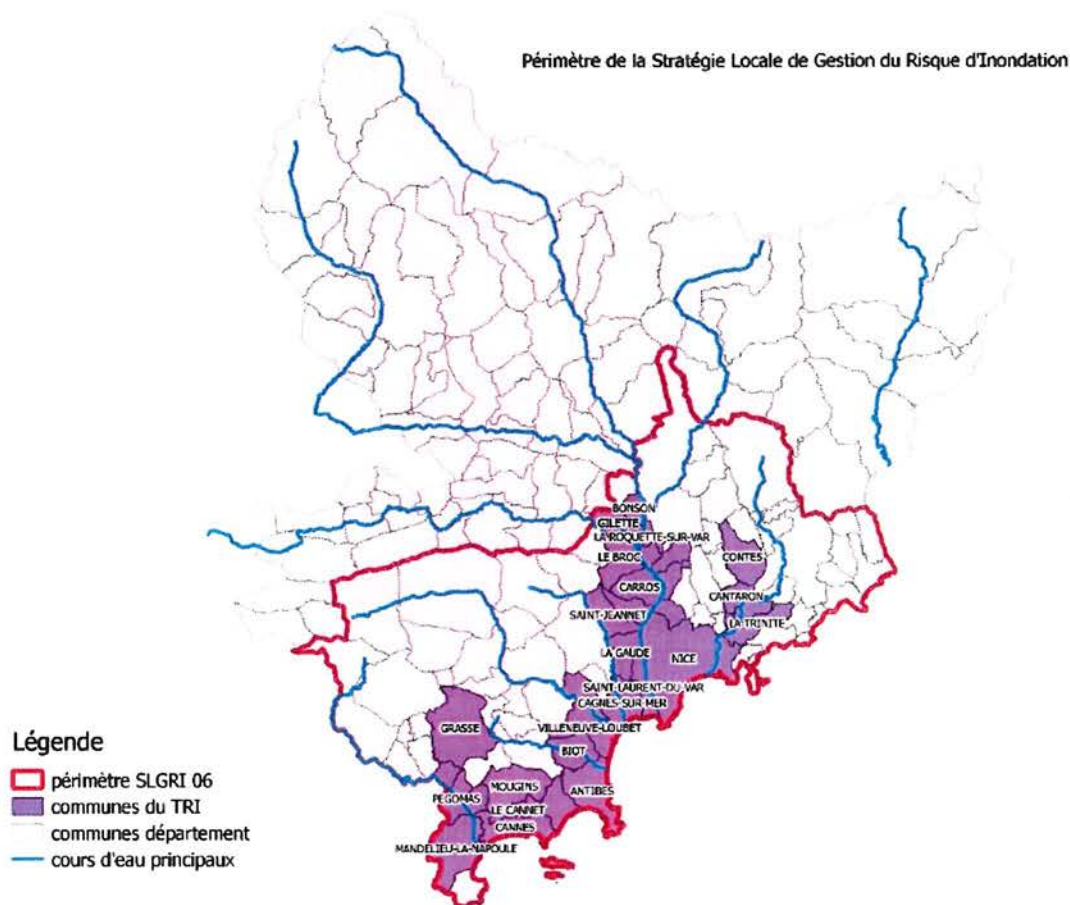 Périmètre de la Stratégie Locale de Gestion du Risque d'Inondation
BONSON
GILETTE
LA ROQUETTE-SUR-VAR
LE BROC
CONTES
CARROS
CANTARON
SAINT-JEANNET
LA TRINITE
LA GAUDE
NICE
SAINT-LAURENT-DU-VAR
CAGNES-SUR-MER
GRASSE
VILLENEUVE-LOUBET
BIOT
MOUGINS
ANTIBES
PEGOMAS
LE CANNET
CANNES
MANDELIEU-LA-NAPOULE
Légende
périmètre SLGRI 06
communes du TRI
communes département
cours d'eau principaux